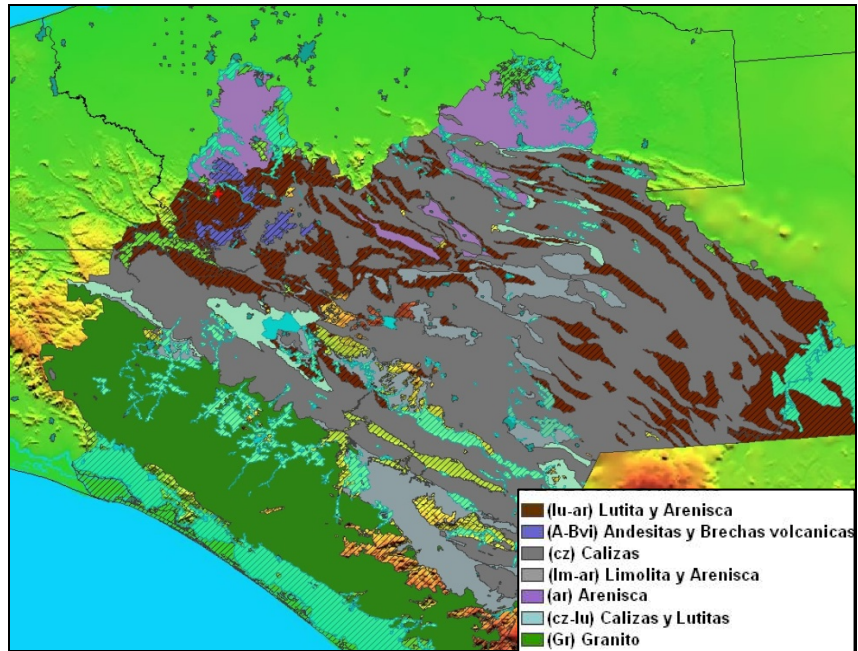 (lu-ar) Lutita y Arenisca
(A-Bvi) Andesitas y Brechas volcanicas
(cz) Calizas
(lm-ar) Limolita y Arenisca
(ar) Arenisca
(cz-lu) Calizas y Lutitas
(Gr) Granito